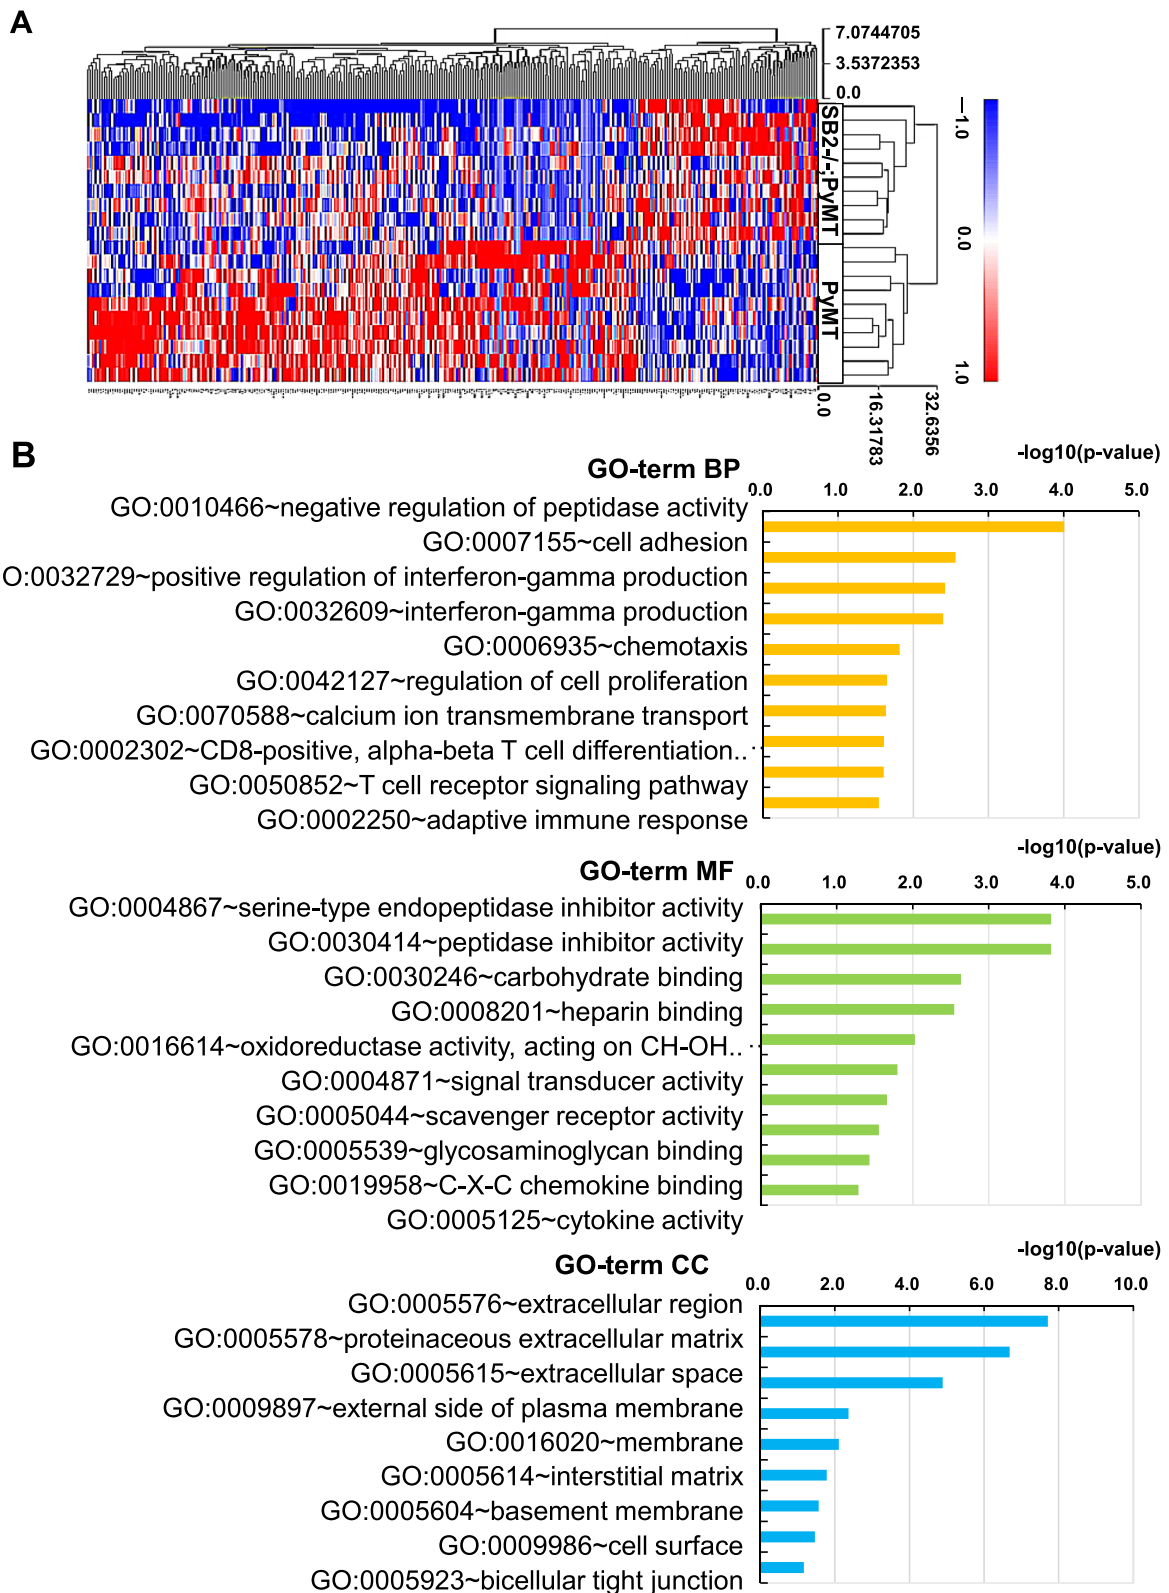 A
7.0744705
3.5372353
0.0
SB2-/-;PyMT
PyMT
-1.0
0.0
1.0
0.0
16.31783
32.6356
B
GO-term BP
-log10(p-value)
0.0 1.0 2.0 3.0 4.0 5.0
GO:0010466~negative regulation of peptidase activity
GO:0007155~cell adhesion
O:0032729~positive regulation of interferon-gamma production
GO:0032609~interferon-gamma production
GO:0006935~chemotaxis
GO:0042127~regulation of cell proliferation
GO:0070588~calcium ion transmembrane transport
GO:0002302~CD8-positive, alpha-beta T cell differentiation...
GO:0050852~T cell receptor signaling pathway
GO:0002250~adaptive immune response
GO-term MF
-log10(p-value)
0.0 1.0 2.0 3.0 4.0 5.0
GO:0004867~serine-type endopeptidase inhibitor activity
GO:0030414~peptidase inhibitor activity
GO:0030246~carbohydrate binding
GO:0008201~heparin binding
GO:0016614~oxidoreductase activity, acting on CH-OH...
GO:0004871~signal transducer activity
GO:0005044~scavenger receptor activity
GO:0005539~glycosaminoglycan binding
GO:0019958~C-X-C chemokine binding
GO:0005125~cytokine activity
GO-term CC
-log10(p-value)
0.0 2.0 4.0 6.0 8.0 10.0
GO:0005576~extracellular region
GO:0005578~proteinaceous extracellular matrix
GO:0005615~extracellular space
GO:0009897~external side of plasma membrane
GO:0016020~membrane
GO:0005614~interstitial matrix
GO:0005604~basement membrane
GO:0009986~cell surface
GO:0005923~bicellular tight junction